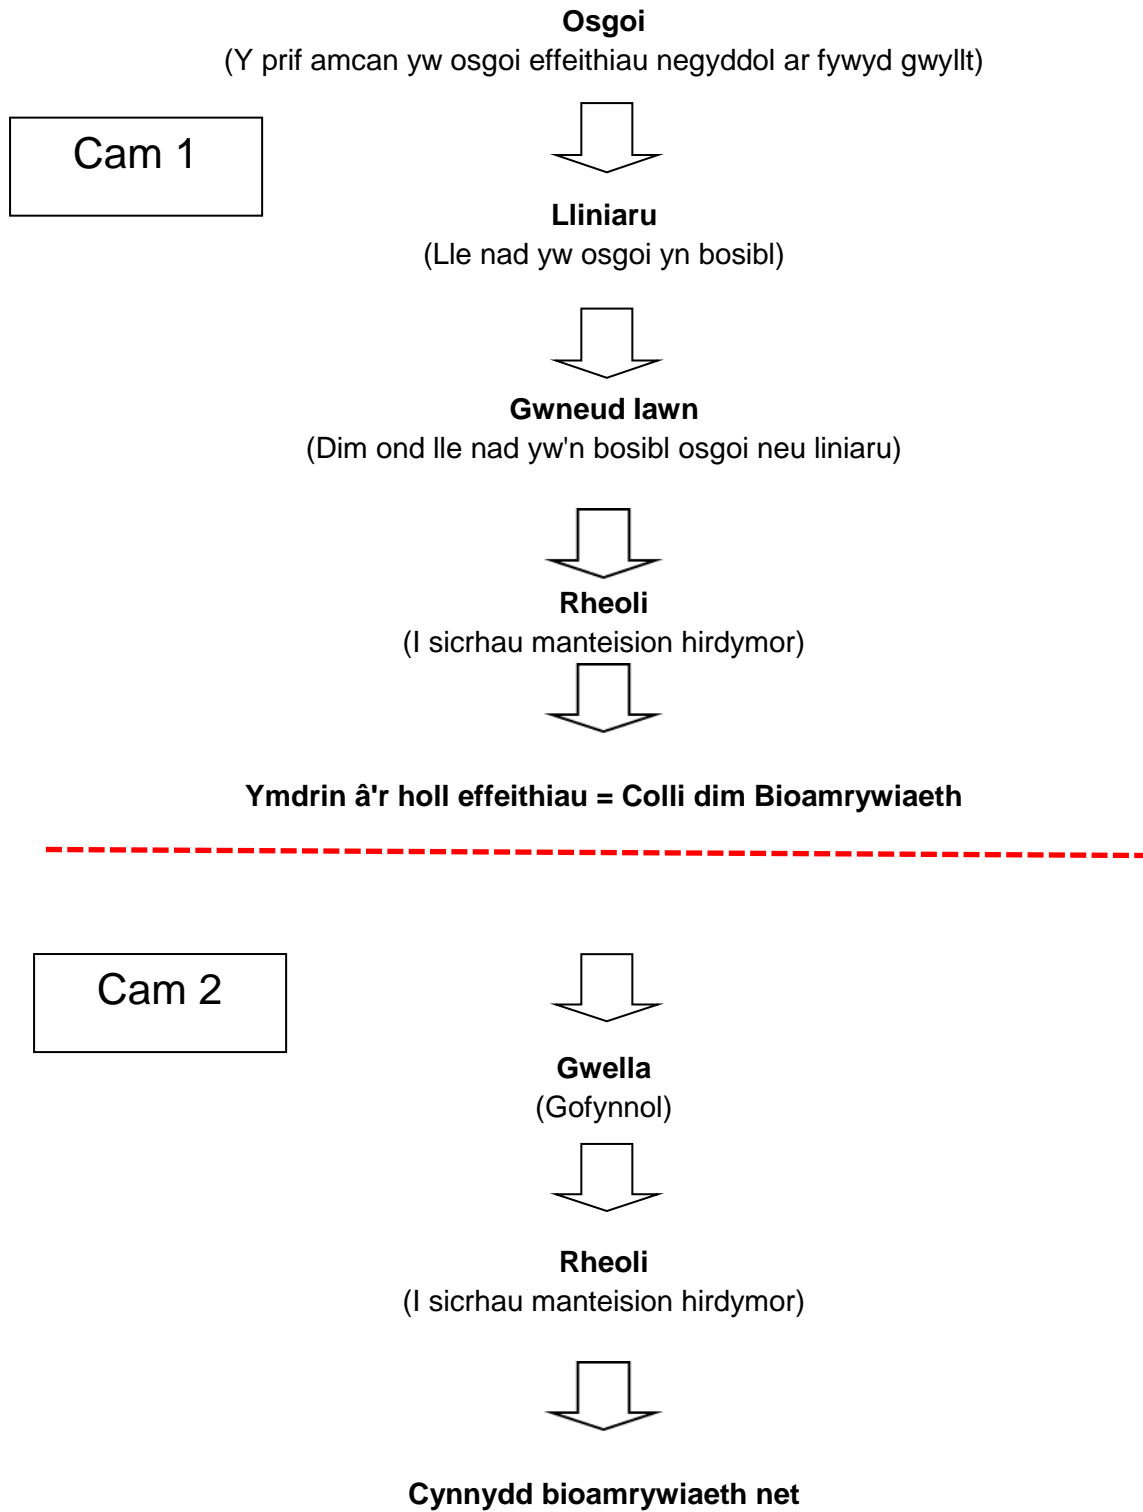 Osgoi
(Y prif amcan yw osgoi effeithiau negyddol ar fywyd gwyllt)
Cam 1
Lliniaru
(Lle nad yw osgoi yn bosibl)
Gwneud Iawn
(Dim ond lle nad yw'n bosibl osgoi neu liniaru)
Rheoli
(I sicrhau manteision hirdymor)
Ymdrin â'r holl effeithiau = Colli dim Bioamrywiaeth
Cam 2
Gwella
(Gofynnol)
Rheoli
(I sicrhau manteision hirdymor)
Cynnydd bioamrywiaeth net